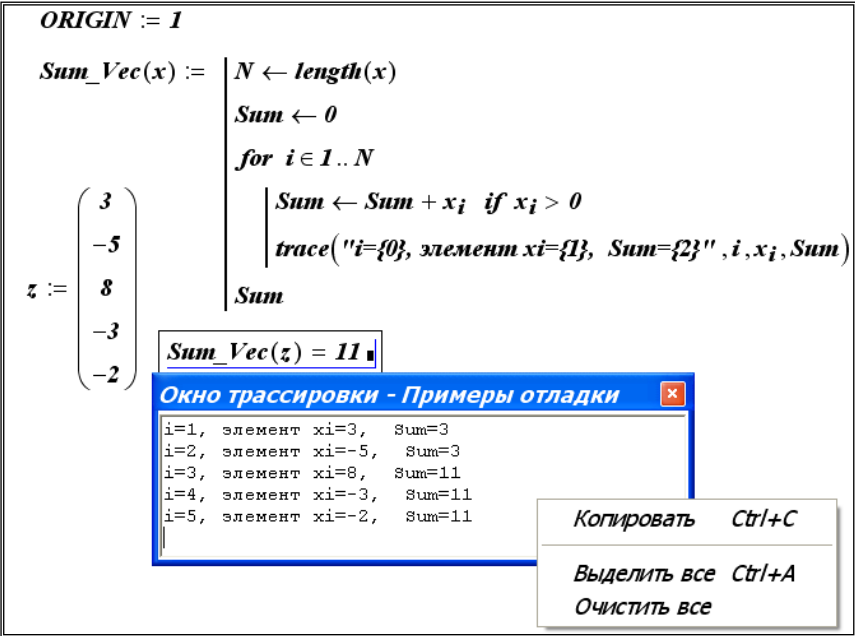 ORIGIN := 1
Sum_Vec(x) := N ← length(x)
Sum ← 0
for i ∈ 1 .. N
Sum ← Sum + xi if xi > 0
trace("i={0}, элемент xi={1}, Sum={2}" , i , xi , Sum)
Sum
z := ( 3 −5 8 −3 −2 )
Sum_Vec(z) = 11
Окно трассировки - Примеры отладки
i=1, элемент xi=3, Sum=3
i=2, элемент xi=-5, Sum=3
i=3, элемент xi=8, Sum=11
i=4, элемент xi=-3, Sum=11
i=5, элемент xi=-2, Sum=11
Копировать Ctrl+C
Выделить все Ctrl+A
Очистить все